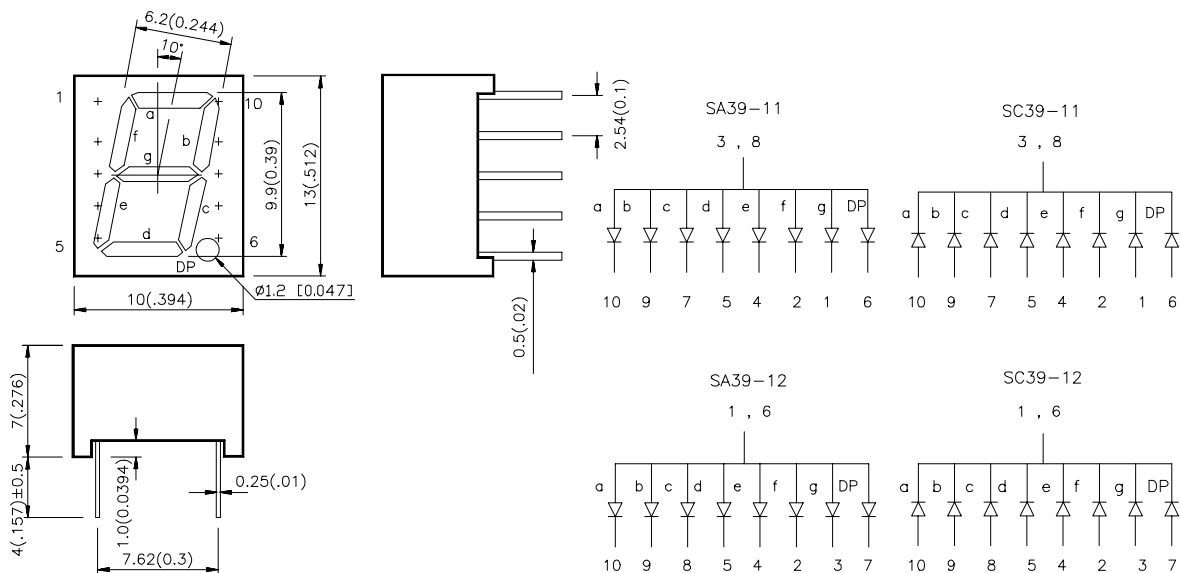 6.2(0.244)
10°
1
10
a
f
b
g
e
c
d
5
6
DP
9.9(0.39)
13(.512)
ø1.2 [0.047]
10(.394)
2.54(0.1)
0.5(.02)
7(.276)
4(.157)±0.5
1.0(0.0394)
0.25(.01)
7.62(0.3)
SA39-11
3 , 8
a b c d e f g DP
10 9 7 5 4 2 1 6
SC39-11
3 , 8
a b c d e f g DP
10 9 7 5 4 2 1 6
SA39-12
1 , 6
a b c d e f g DP
10 9 8 5 4 2 3 7
SC39-12
1 , 6
a b c d e f g DP
10 9 8 5 4 2 3 7